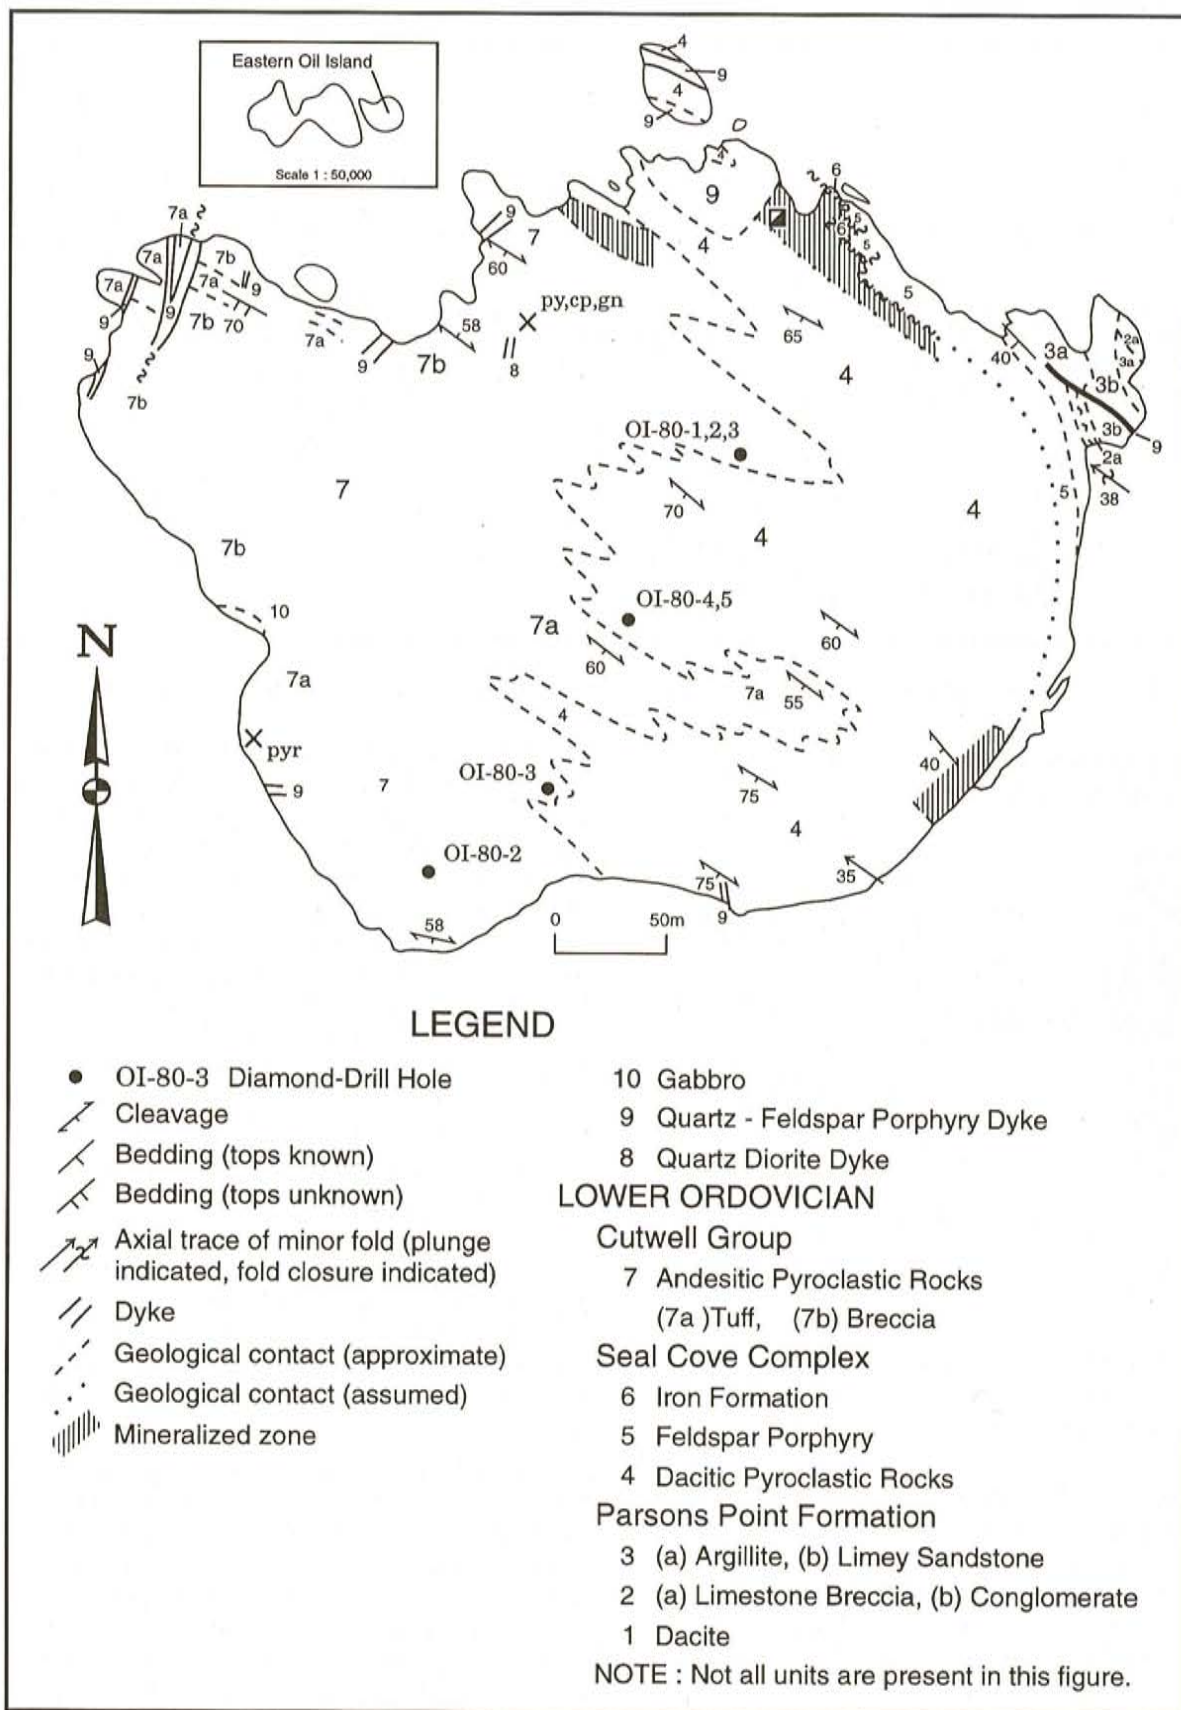 4
Eastern Oil Island
9
4
9
Scale 1 : 50,000
4
6
7a
9
9
7
5
6
7a
7b
4
5
60
7a
7a
9
5
py,cp,gn
9
9
7b
70
58
65
7a
40
3a
2a
3a
9
9
7b
8
4
3b
7b
OI-80-1,2,3
3b
9
2a
7
70
4
5
38
4
7b
OI-80-4,5
10
7a
60
N
60
7a
7a
55
4
pyr
OI-80-3
40
9
7
75
4
OI-80-2
75
35
58
0
50m
9
LEGEND
OI-80-3 Diamond-Drill Hole
Cleavage
Bedding (tops known)
Bedding (tops unknown)
Axial trace of minor fold (plunge
indicated, fold closure indicated)
Dyke
Geological contact (approximate)
Geological contact (assumed)
Mineralized zone
10 Gabbro
9 Quartz - Feldspar Porphyry Dyke
8 Quartz Diorite Dyke
LOWER ORDOVICIAN
Cutwell Group
7 Andesitic Pyroclastic Rocks
(7a )Tuff, (7b) Breccia
Seal Cove Complex
6 Iron Formation
5 Feldspar Porphyry
4 Dacitic Pyroclastic Rocks
Parsons Point Formation
3 (a) Argillite, (b) Limey Sandstone
2 (a) Limestone Breccia, (b) Conglomerate
1 Dacite
NOTE : Not all units are present in this figure.